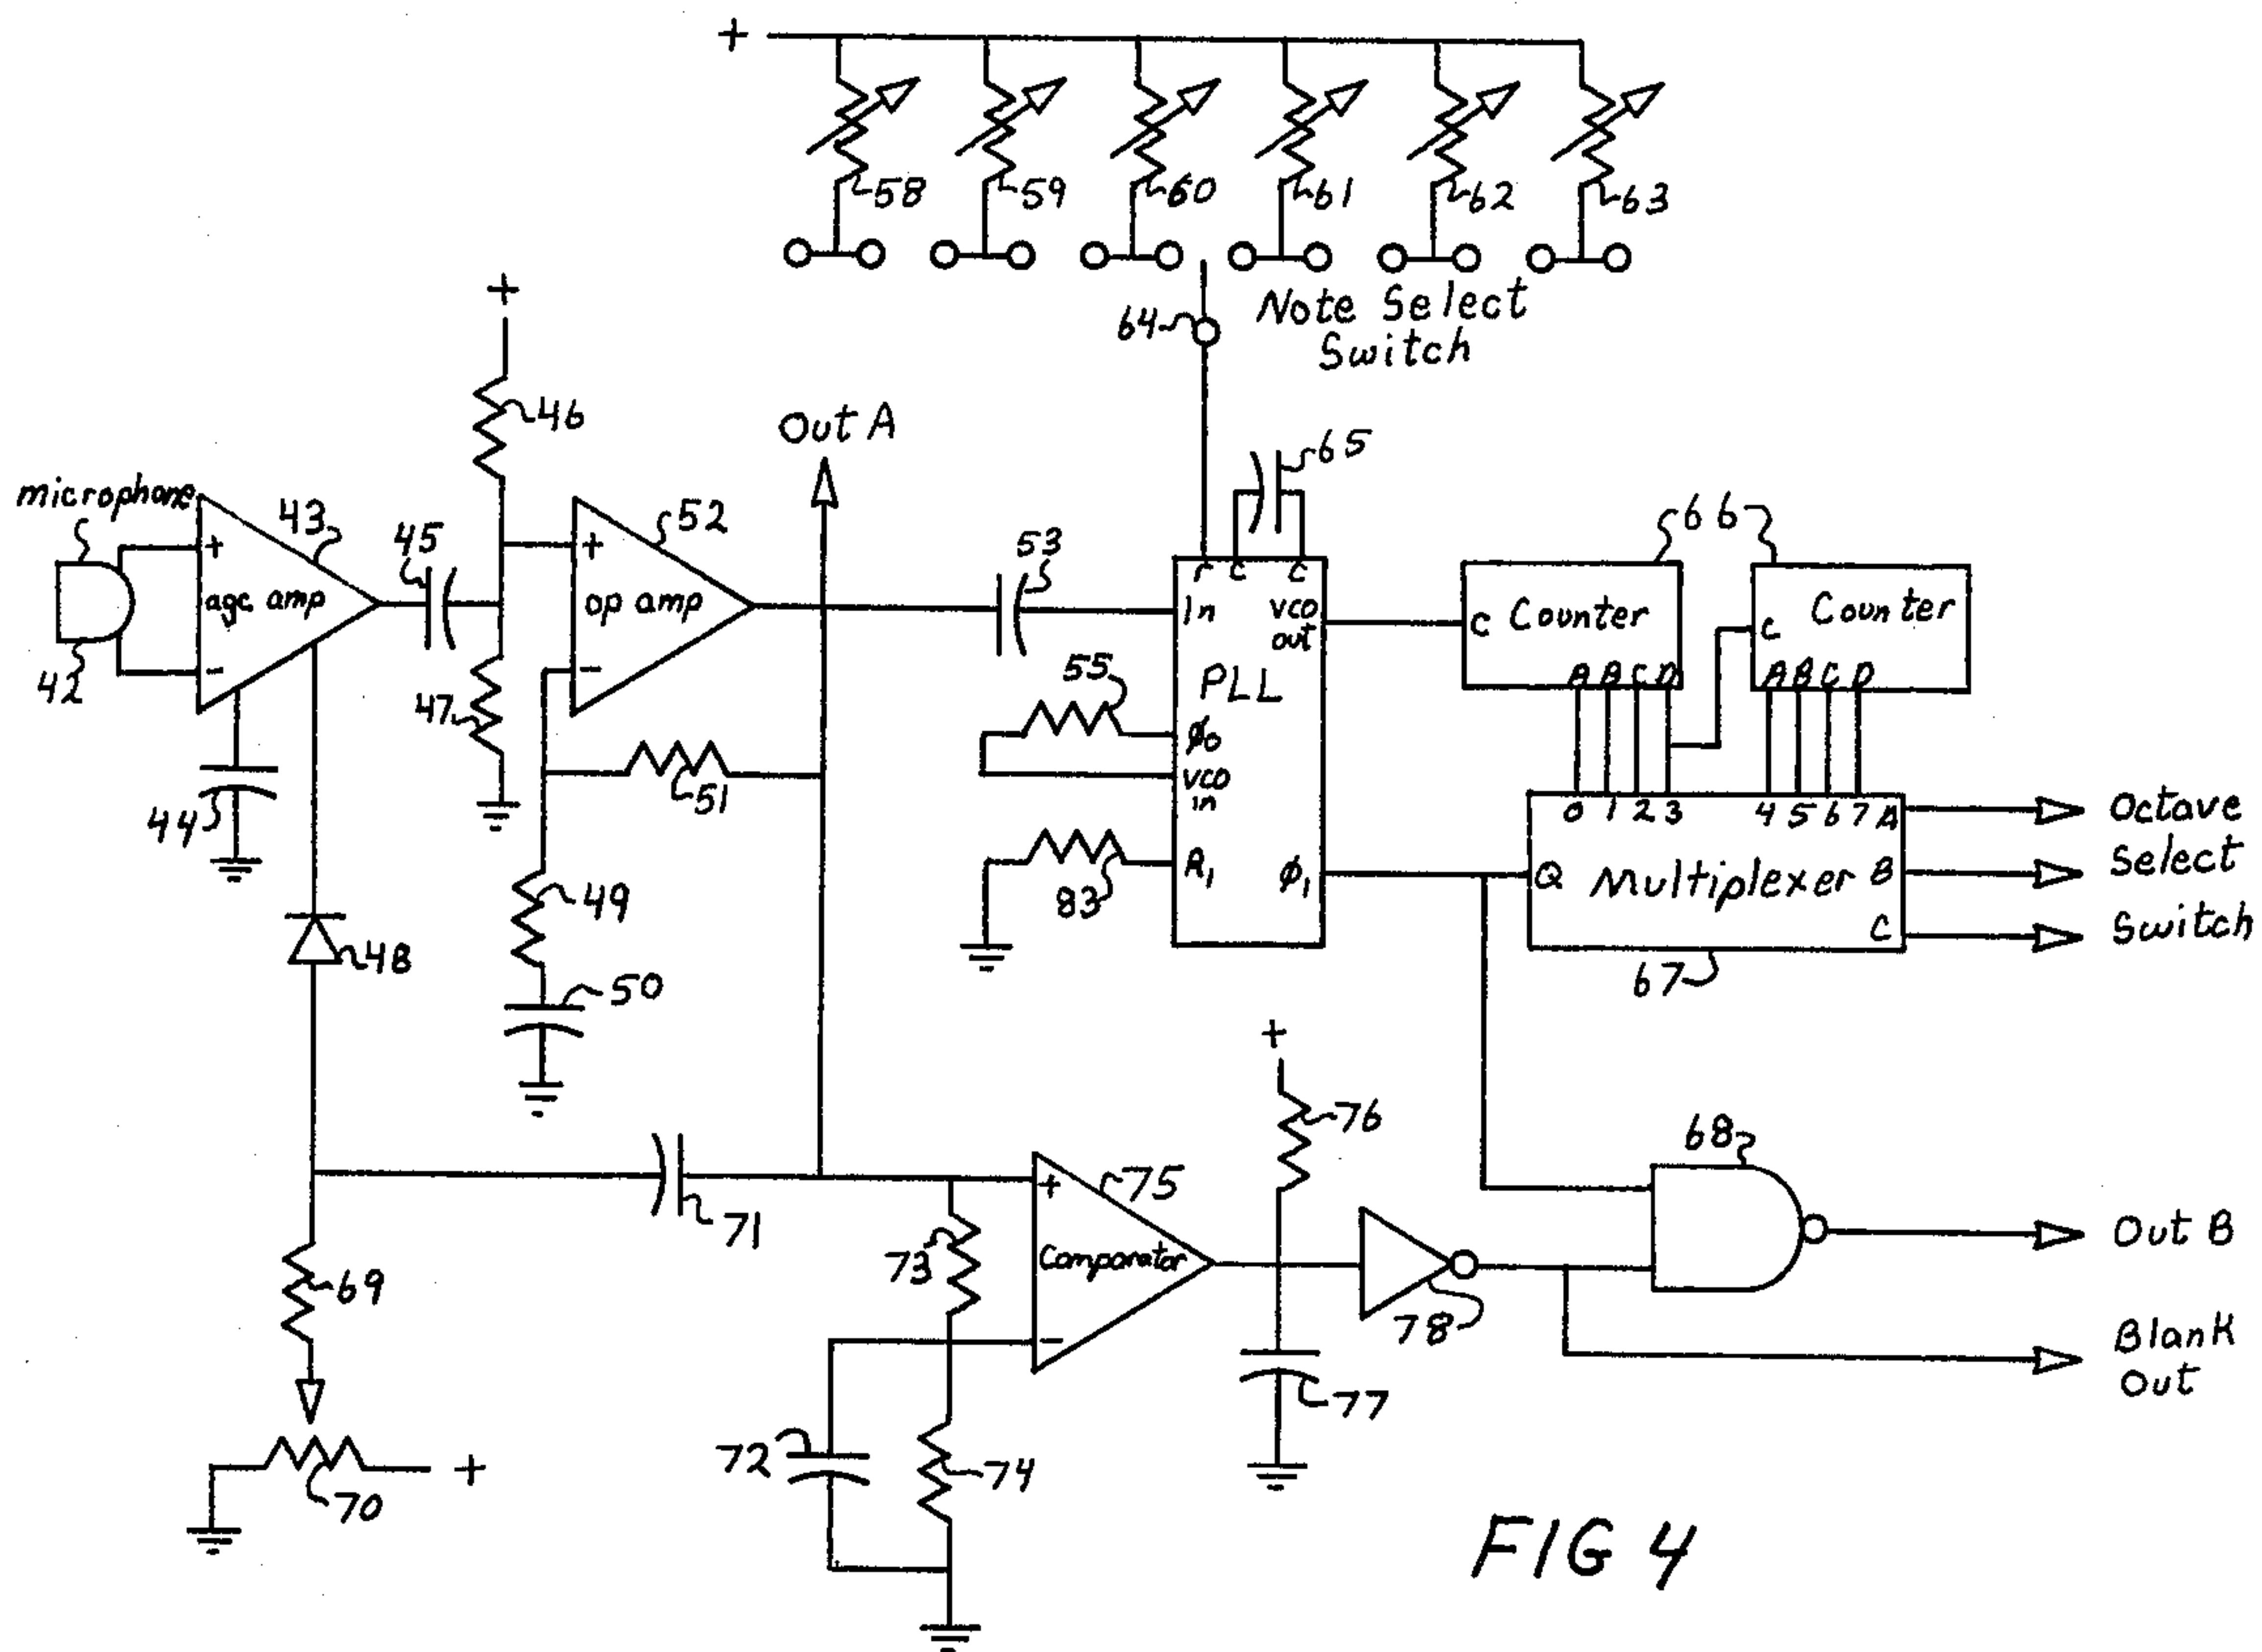 +
58 59 60 61 62 63
64 Note Select
Switch
+
46
Out A
65
microphone
43
45
52
53
66
+
agc amp
-
42
+
op amp
-
47
44
51
r C C
In
VCO
out
PLL
55
φ0
VCO
in
R1
83
φ1
C Counter
A B C D
C Counter
A B C D
0 1 2 3 4 5 6 7 A
Q Multiplexer B
C
67
Octave
Select
Switch
49
48
50
+
76
68
71
+
75
Comparator
-
73
78
Out B
Blank
Out
69
77
72
74
70
+
FIG 4